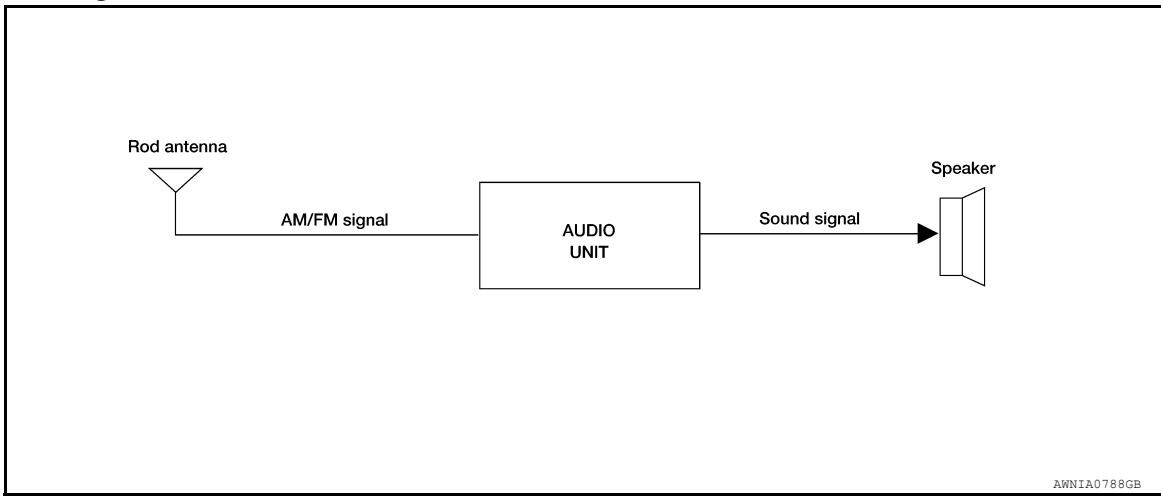 Rod antenna
Speaker
AM/FM signal
Sound signal
AUDIO
UNIT
AWNIA0788GB